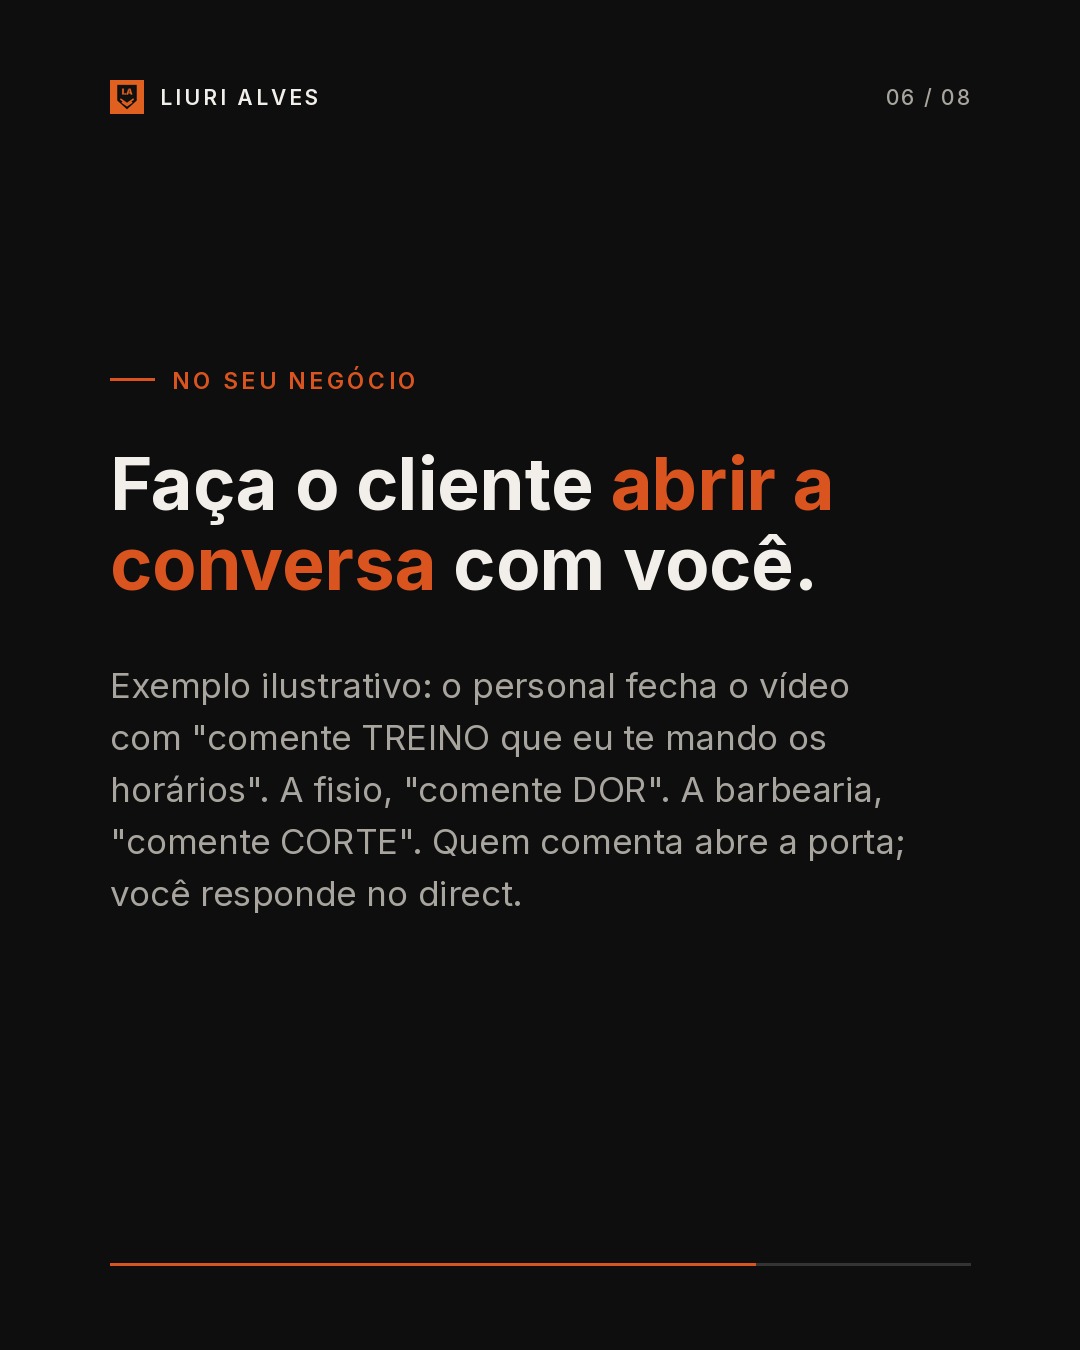 LA
LIURI ALVES
06 / 08
NO SEU NEGÓCIO
Faça o cliente abrir a
conversa com você.
Exemplo ilustrativo: o personal fecha o vídeo
com "comente TREINO que eu te mando os
horários". A fisio, "comente DOR". A barbearia,
"comente CORTE". Quem comenta abre a porta;
você responde no direct.